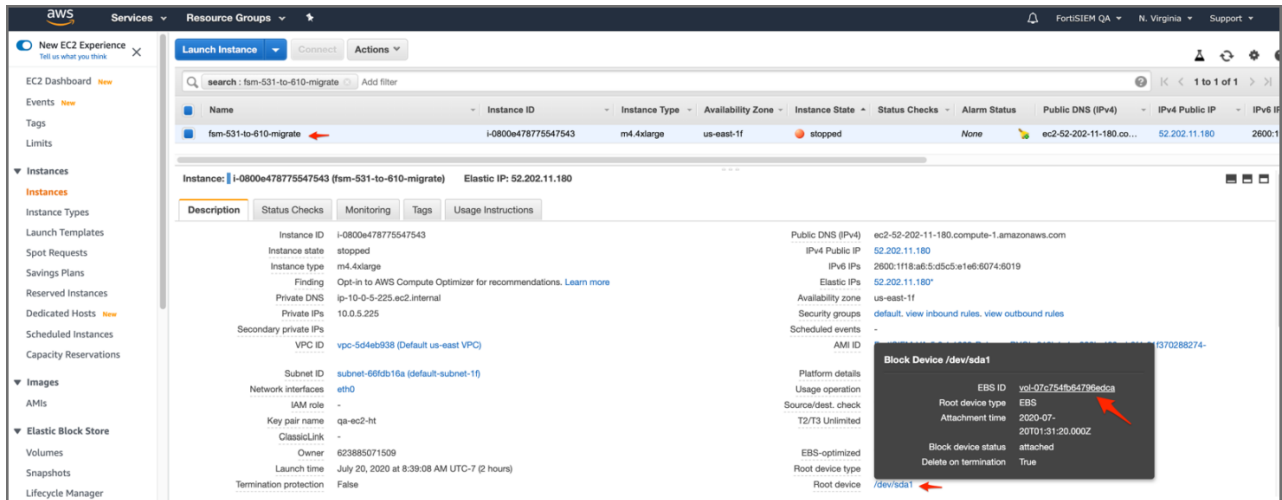 aws Services Resource Groups FortiSIEM QA N. Virginia Support
New EC2 Experience
Tell us what you think
EC2 Dashboard New
Events New
Tags
Limits
Instances
Instances
Instance Types
Launch Templates
Spot Requests
Savings Plans
Reserved Instances
Dedicated Hosts New
Scheduled Instances
Capacity Reservations
Images
AMIs
Elastic Block Store
Volumes
Snapshots
Lifecycle Manager
Launch Instance Connect Actions
search : fsm-531-to-610-migrate Add filter 1 to 1 of 1
Name Instance ID Instance Type Availability Zone Instance State Status Checks Alarm Status Public DNS (IPv4) IPv4 Public IP IPv6 IP
fsm-531-to-610-migrate i-0800e478775547543 m4.4xlarge us-east-1f stopped None ec2-52-202-11-180.co... 52.202.11.180 2600:1
Instance: i-0800e478775547543 (fsm-531-to-610-migrate) Elastic IP: 52.202.11.180
Description Status Checks Monitoring Tags Usage Instructions
Instance ID i-0800e478775547543
Instance state stopped
Instance type m4.4xlarge
Finding Opt-in to AWS Compute Optimizer for recommendations. Learn more
Private DNS ip-10-0-5-225.ec2.internal
Private IPs 10.0.5.225
Secondary private IPs
VPC ID vpc-5d4eb938 (Default us-east VPC)
Subnet ID subnet-66fdb16a (default-subnet-1f)
Network interfaces eth0
IAM role -
Key pair name qa-ec2-ht
ClassicLink -
Owner 623885071509
Launch time July 20, 2020 at 8:39:08 AM UTC-7 (2 hours)
Termination protection False
Public DNS (IPv4) ec2-52-202-11-180.compute-1.amazonaws.com
IPv4 Public IP 52.202.11.180
IPv6 IPs 2600:1f18:a6:5:d5c5:e1e6:6074:6019
Elastic IPs 52.202.11.180*
Availability zone us-east-1f
Security groups default. view inbound rules. view outbound rules
Scheduled events -
AMI ID
Platform details
Usage operation
Source/dest. check
T2/T3 Unlimited
EBS-optimized
Root device type
Root device /dev/sda1
Block Device /dev/sda1
EBS ID vol-07c754fb64796edca
Root device type EBS
Attachment time 2020-07-
20T01:31:20.000Z
Block device status attached
Delete on termination True